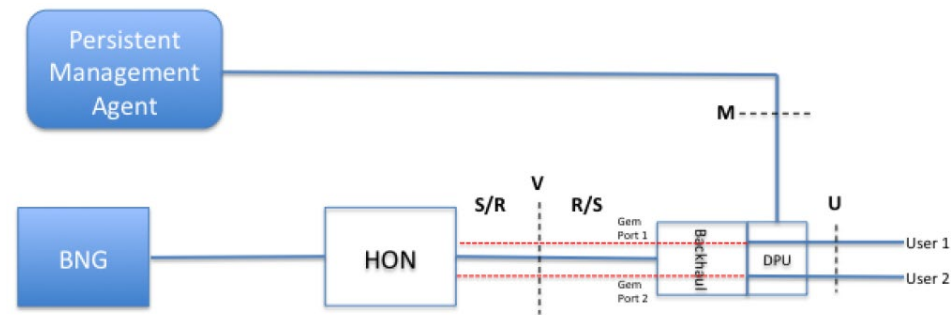 Persistent
Management
Agent
M
V
S/R
R/S
U
Gem
Port 1
BNG
HON
Backhaul
DPU
User 1
User 2
Gem
Port 2